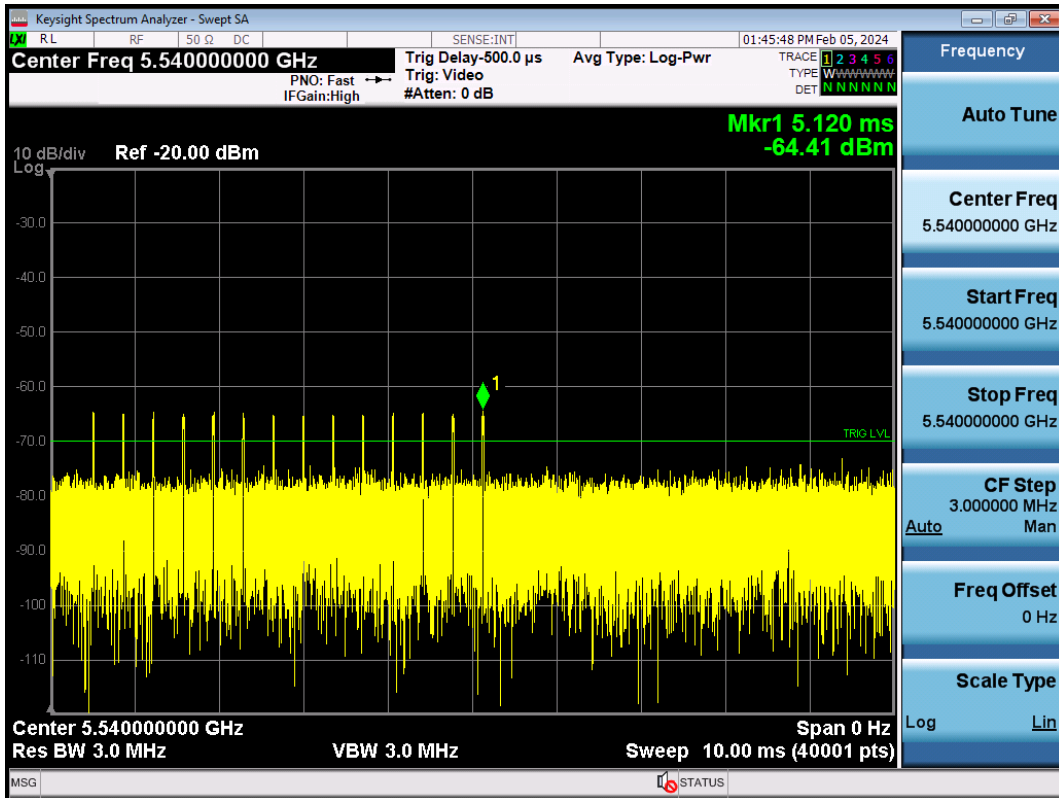 Keysight Spectrum Analyzer - Swept SA
LXI RL RF 50 Ω DC SENSE:INT 01:45:48 PM Feb 05, 2024
Center Freq 5.540000000 GHz
PNO: Fast
IFGain:High
Trig Delay-500.0 µs
Trig: Video
#Atten: 0 dB
Avg Type: Log-Pwr
TRACE 1 2 3 4 5 6
TYPE WWWWWW
DET N N N N N N
Mkr1 5.120 ms
-64.41 dBm
10 dB/div Ref -20.00 dBm
Log
-30.0
-40.0
-50.0
-60.0
1
TRIG LVL
-70.0
-80.0
-90.0
-100
-110
Center 5.540000000 GHz Span 0 Hz
Res BW 3.0 MHz VBW 3.0 MHz Sweep 10.00 ms (40001 pts)
MSG STATUS
Frequency
Auto Tune
Center Freq
5.540000000 GHz
Start Freq
5.540000000 GHz
Stop Freq
5.540000000 GHz
CF Step
3.000000 MHz
Auto Man
Freq Offset
0 Hz
Scale Type
Log Lin